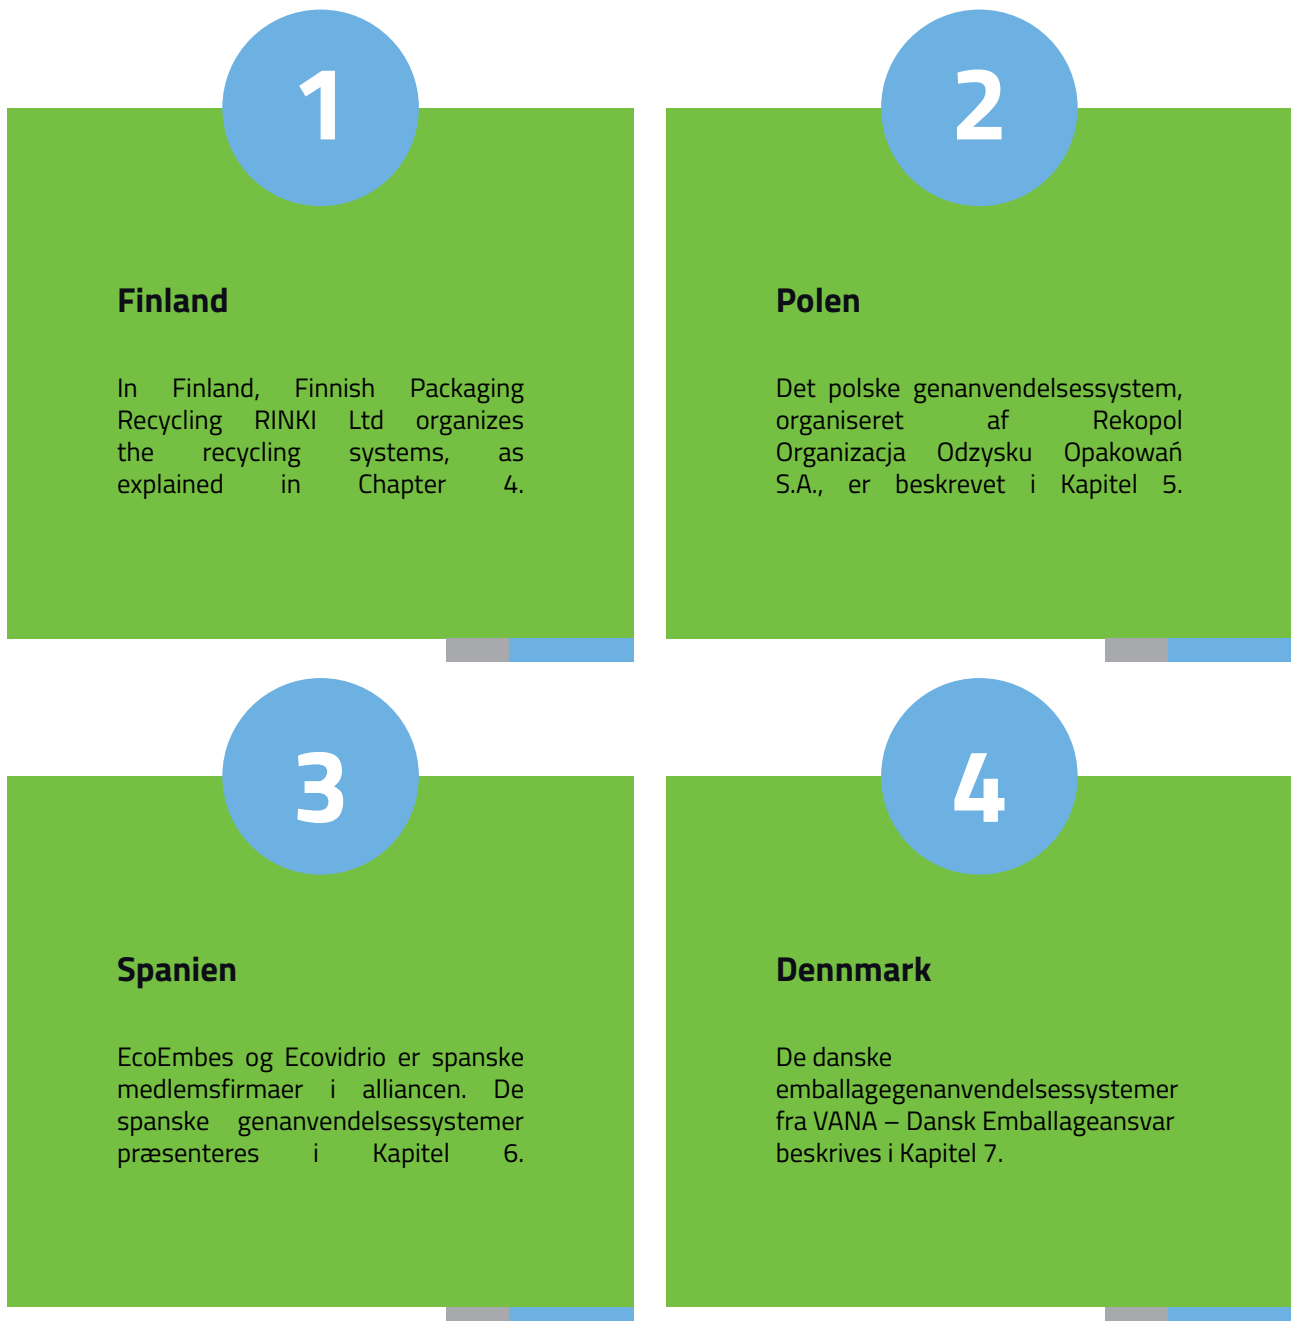 1
Finland
In Finland, Finnish Packaging
Recycling RINKI Ltd organizes
the recycling systems, as
explained in Chapter 4.
2
Polen
Det polske genanvendelsessystem,
organiseret af Rekopol
Organizacja Odzysku Opakowań
S.A., er beskrevet i Kapitel 5.
3
Spanien
EcoEmbes og Ecovidrio er spanske
medlemsfirmaer i alliancen. De
spanske genanvendelsessystemer
præsenteres i Kapitel 6.
4
Dennmark
De danske
emballagegenanvendelsessystemer
fra VANA – Dansk Emballageansvar
beskrives i Kapitel 7.